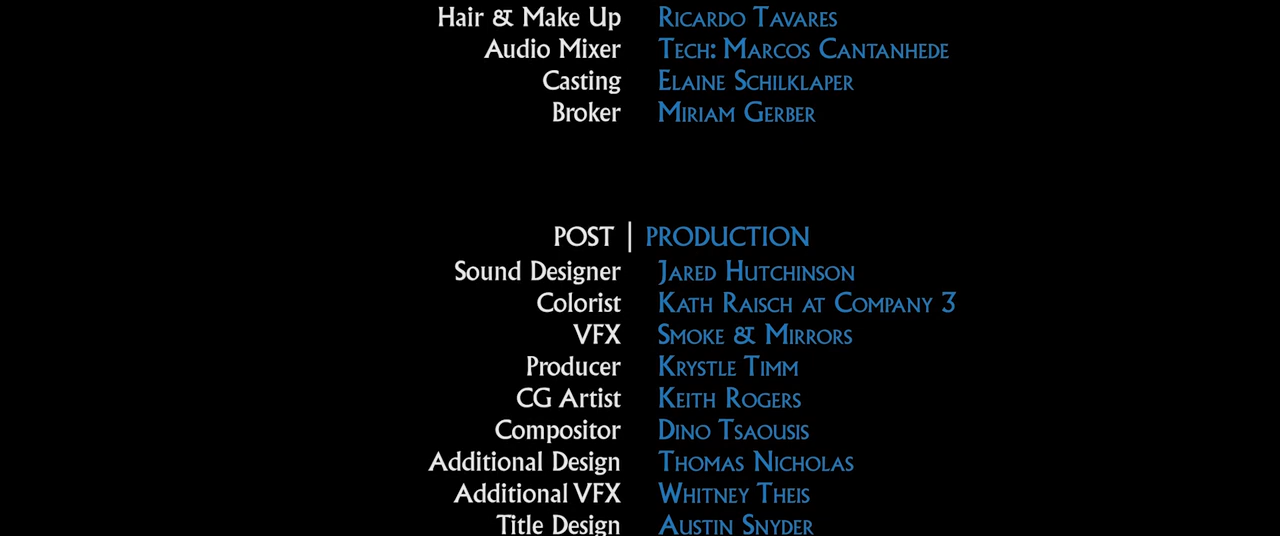 Hair & Make Up Ricardo Tavares
Audio Mixer Tech: Marcos Cantanhede
Casting Elaine Schilklaper
Broker Miriam Gerber
POST | PRODUCTION
Sound Designer Jared Hutchinson
Colorist Kath Raisch at Company 3
VFX Smoke & Mirrors
Producer Krystle Timm
CG Artist Keith Rogers
Compositor Dino Tsaousis
Additional Design Thomas Nicholas
Additional VFX Whitney Theis
Title Design Austin Snyder